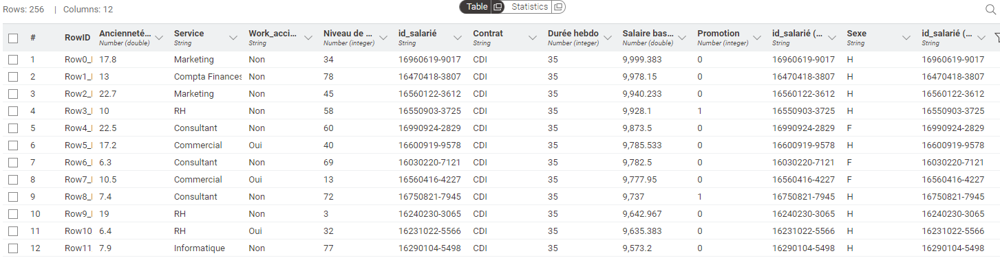 Rows: 256 | Columns: 12 Table Statistics
# RowID Ancienneté... Service Work_acci... Niveau de ... id_salarié Contrat Durée hebdo Salaire bas... Promotion id_salarié (... Sexe id_salarié (...
Number (double) String String Number (integer) String String Number (integer) Number (double) Number (integer) String String String
1 Row0_ 17.8 Marketing Non 34 16960619-9017 CDI 35 9,999.383 0 16960619-9017 H 16960619-9017
2 Row1_ 13 Compta Finances Non 78 16470418-3807 CDI 35 9,978.15 0 16470418-3807 H 16470418-3807
3 Row2_ 22.7 Marketing Non 45 16560122-3612 CDI 35 9,940.233 0 16560122-3612 H 16560122-3612
4 Row3_ 10 RH Non 58 16550903-3725 CDI 35 9,928.1 1 16550903-3725 H 16550903-3725
5 Row4_ 22.5 Consultant Non 60 16990924-2829 CDI 35 9,873.5 0 16990924-2829 F 16990924-2829
6 Row5_ 17.2 Commercial Oui 40 16600919-9578 CDI 35 9,785.533 0 16600919-9578 H 16600919-9578
7 Row6_ 6.3 Consultant Non 69 16030220-7121 CDI 35 9,782.5 0 16030220-7121 F 16030220-7121
8 Row7_ 10.5 Commercial Oui 13 16560416-4227 CDI 35 9,777.95 0 16560416-4227 F 16560416-4227
9 Row8_ 7.4 Consultant Non 72 16750821-7945 CDI 35 9,737 1 16750821-7945 H 16750821-7945
10 Row9_ 19 RH Non 3 16240230-3065 CDI 35 9,642.967 0 16240230-3065 H 16240230-3065
11 Row10 6.4 RH Oui 32 16231022-5566 CDI 35 9,635.383 0 16231022-5566 H 16231022-5566
12 Row11 7.9 Informatique Non 77 16290104-5498 CDI 35 9,573.2 0 16290104-5498 H 16290104-5498